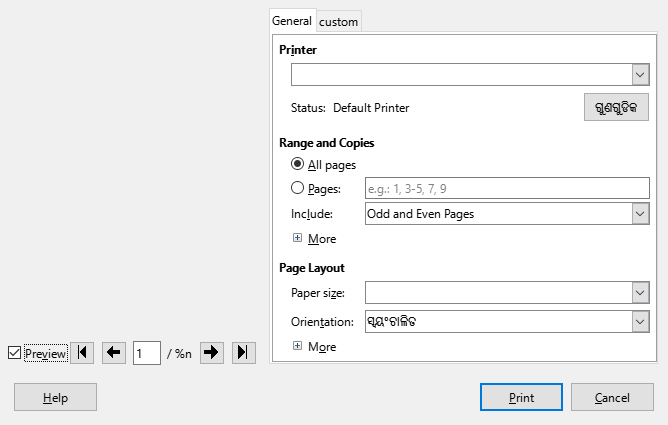 General custom
Printer
Status: Default Printer ଗୁଣଗୁଡିକ
Range and Copies
All pages
Pages: e.g.: 1, 3-5, 7, 9
Include: Odd and Even Pages
More
Page Layout
Paper size:
Orientation: ସ୍ୱୟଂଚାଳିତ
More
Preview 1 / %n
Help Print Cancel